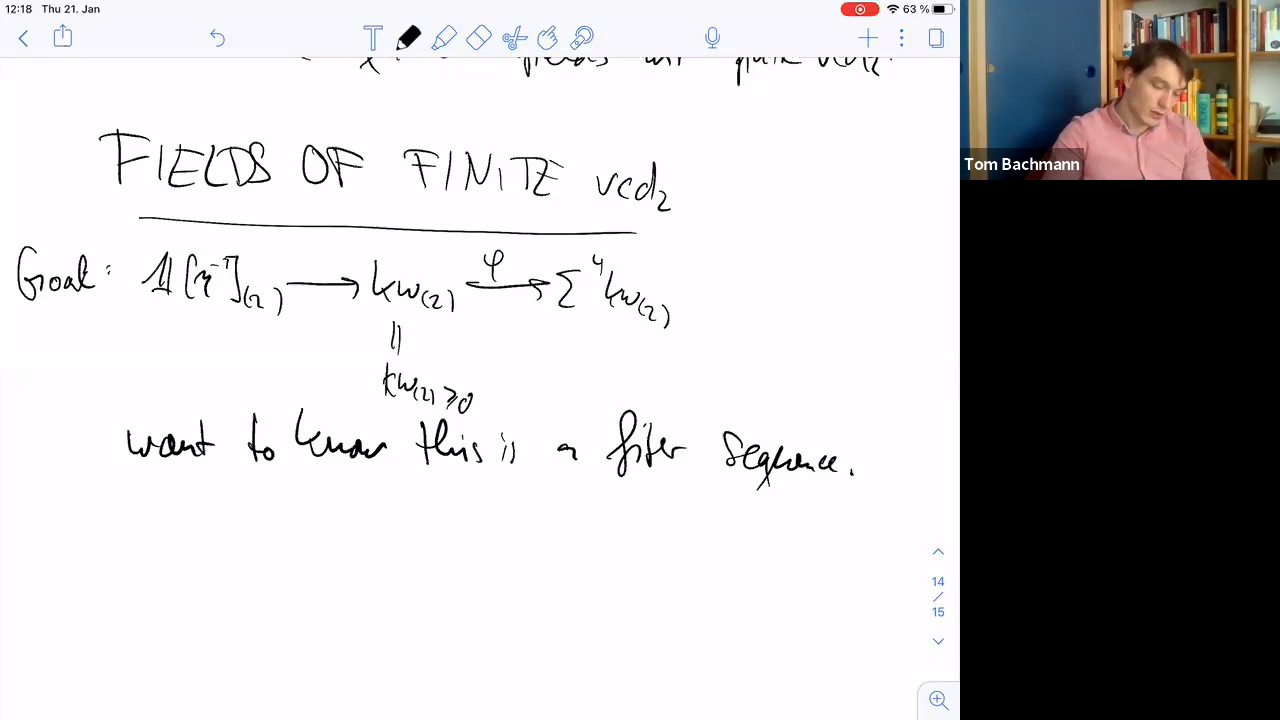 12:18 Thu 21. Jan
63 %
FIELDS OF FINITE vcd₂
Goal: 𝟙[η⁻¹]₍₂₎ → kw₍₂₎ →^φ Σ⁴kw₍₂₎
||
kw₍₂₎ ≥0
want to know this is a fiber sequence.
14
/
15
Tom Bachmann